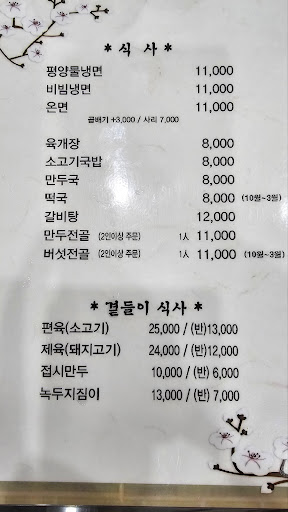 * 식 사 *
평양물냉면 11,000
비빔냉면 11,000
온면 11,000
곱배기 +3,000 / 사리 7,000
육개장 8,000
소고기국밥 8,000
만두국 8,000
떡국 8,000 (10월~3월)
갈비탕 12,000
만두전골 (2인이상 주문) 1人 11,000
버섯전골 (2인이상 주문) 1人 11,000 (10월~3월)
* 곁들이 식사 *
편육(소고기) 25,000 / (반)13,000
제육(돼지고기) 24,000 / (반)12,000
접시만두 10,000 / (반) 6,000
녹두지짐이 13,000 / (반) 7,000